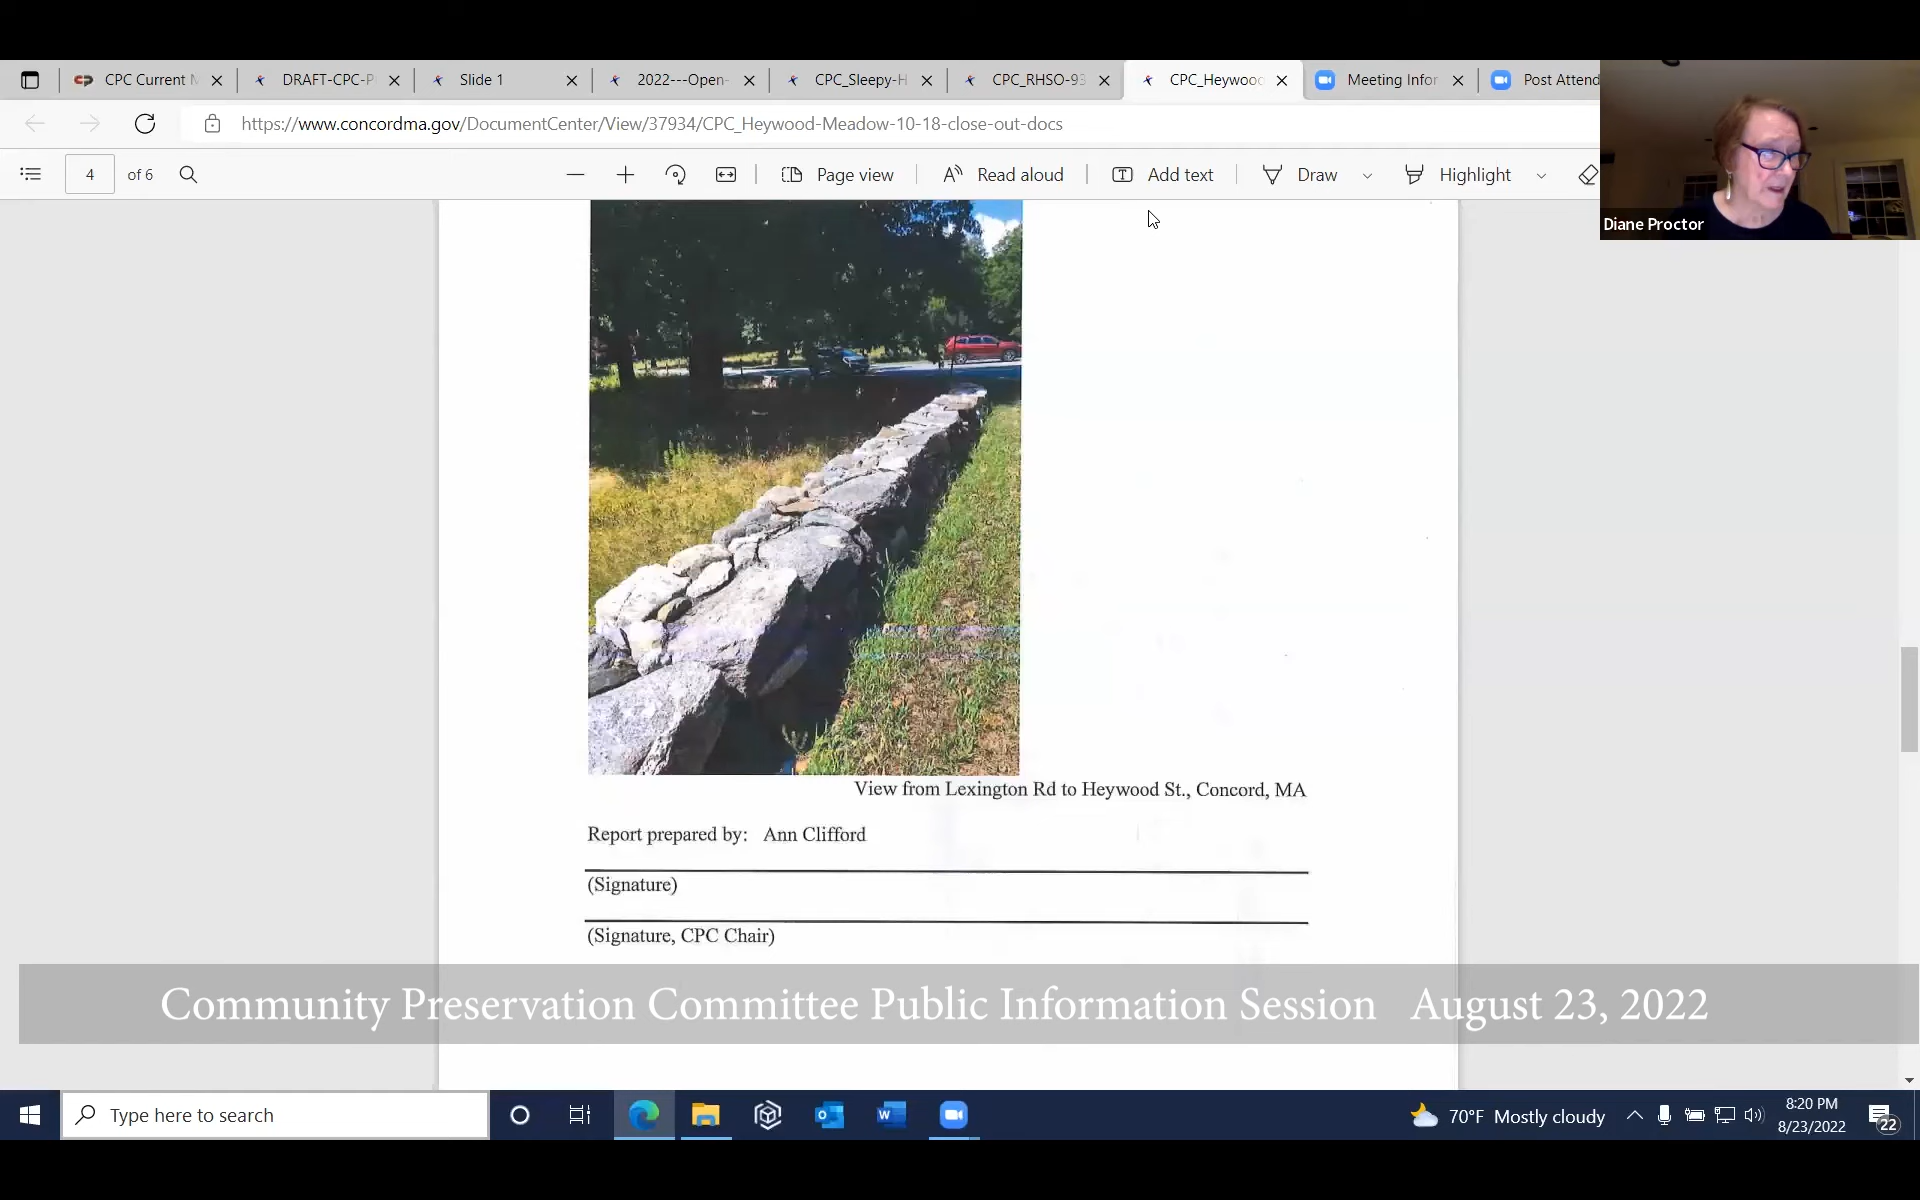 CPC Current M
DRAFT-CPC-P
Slide 1
2022---Open-
CPC_Sleepy-H
CPC_RHSO-93
CPC_Heywood
Meeting Infor
Post Attend
https://www.concordma.gov/DocumentCenter/View/37934/CPC_Heywood-Meadow-10-18-close-out-docs
4 of 6
Page view
Read aloud
Add text
Draw
Highlight
Diane Proctor
View from Lexington Rd to Heywood St., Concord, MA
Report prepared by: Ann Clifford
(Signature)
(Signature, CPC Chair)
Community Preservation Committee Public Information Session August 23, 2022
Type here to search
70°F Mostly cloudy
8:20 PM
8/23/2022
22